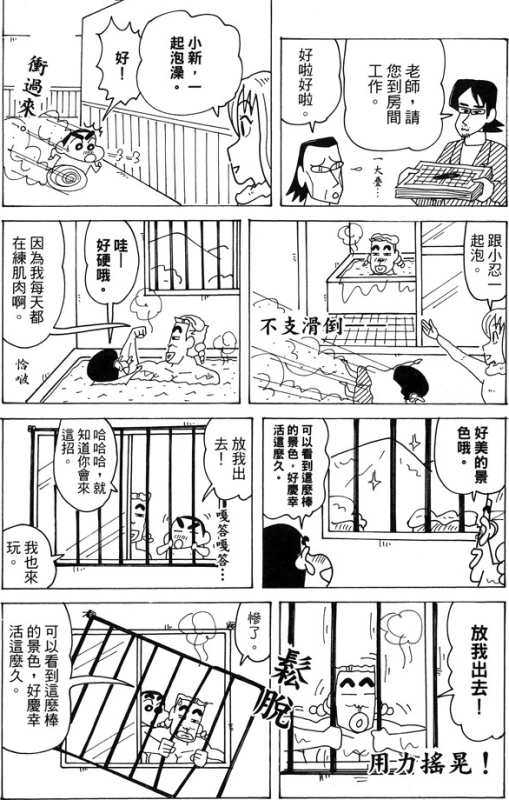 老師，請
您到房間
工作。
一大疊…
好啦好啦。
小新，一
起泡澡。
好！
衝過來
跟小忍一
起泡。
不支滑倒——
哇
好硬哦。
因為我每天都
在練肌肉啊。
好美的景
色哦。
可以看到這麼棒
的景色，好慶幸
活這麼久。
放我出
去！
嘎答嘎答…
哈哈哈，就
知道你會來
這招。
我也來
玩。
放我出去！
用力搖晃！
慘了。
鬆脫
可以看到這麼棒
的景色，好慶幸
活這麼久。